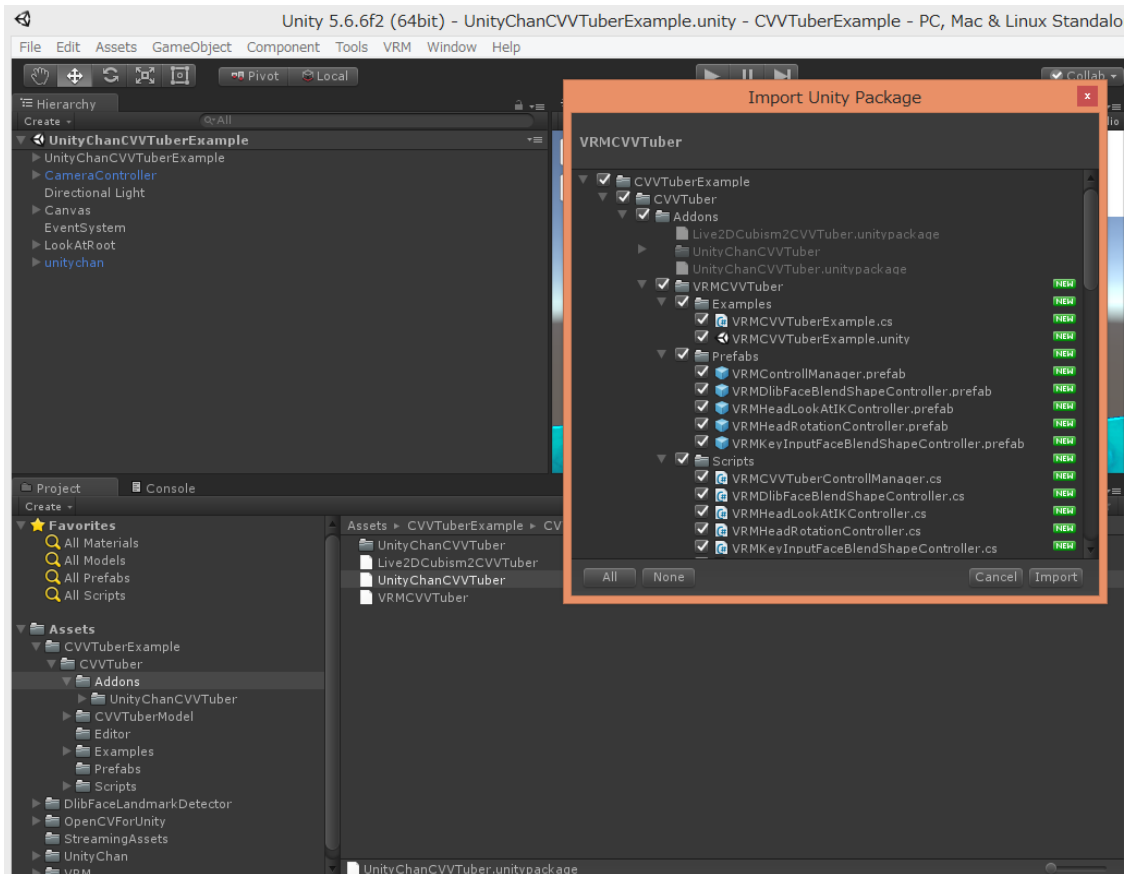 Unity 5.6.6f2 (64bit) - UnityChanCVVTuberExample.unity - CVVTuberExample - PC, Mac & Linux Standalo
File Edit Assets GameObject Component Tools VRM Window Help
Pivot Local
Collab
Hierarchy
Create
All
UnityChanCVVTuberExample
UnityChanCVVTuberExample
CameraController
Directional Light
Canvas
EventSystem
LookAtRoot
unitychan
Import Unity Package
x
VRMCVVTuber
CVVTuberExample
CVVTuber
Addons
Live2DCubism2CVVTuber.unitypackage
UnityChanCVVTuber
UnityChanCVVTuber.unitypackage
VRMCVVTuber NEW
Examples NEW
VRMCVVTuberExample.cs NEW
VRMCVVTuberExample.unity NEW
Prefabs NEW
VRMControllManager.prefab NEW
VRMDlibFaceBlendShapeController.prefab NEW
VRMHeadLookAtIKController.prefab NEW
VRMHeadRotationController.prefab NEW
VRMKeyInputFaceBlendShapeController.prefab NEW
Scripts NEW
VRMCVVTuberControllManager.cs NEW
VRMDlibFaceBlendShapeController.cs NEW
VRMHeadLookAtIKController.cs NEW
VRMHeadRotationController.cs NEW
VRMKeyInputFaceBlendShapeController.cs NEW
All None Cancel Import
Project Console
Create
Favorites
All Materials
All Models
All Prefabs
All Scripts
Assets
CVVTuberExample
CVVTuber
Addons
UnityChanCVVTuber
CVVTuberModel
Editor
Examples
Prefabs
Scripts
DlibFaceLandmarkDetector
OpenCVForUnity
StreamingAssets
UnityChan
VRM
Assets ▸ CVVTuberExample ▸ CV
UnityChanCVVTuber
Live2DCubism2CVVTuber
UnityChanCVVTuber
VRMCVVTuber
UnityChanCVVTuber.unitypackage